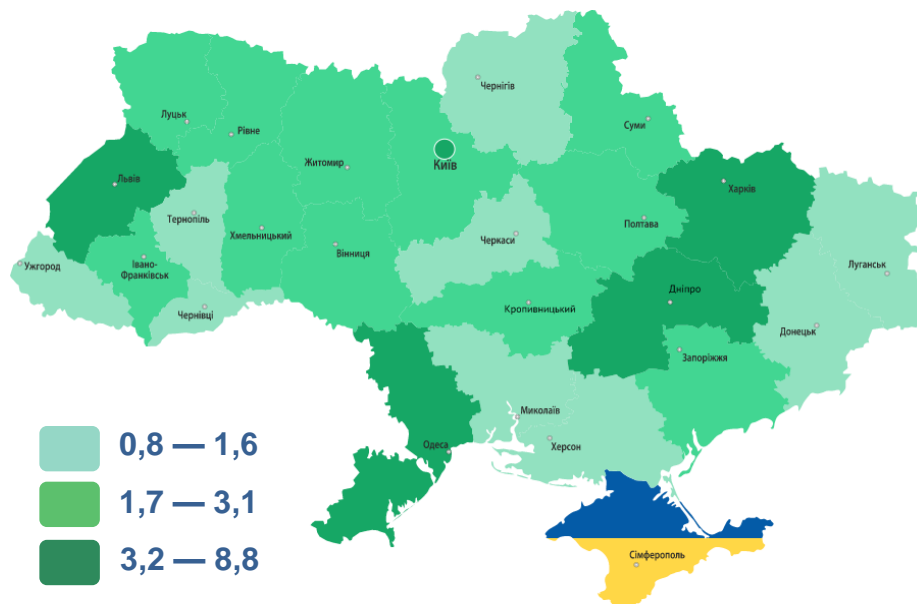 Чернігів
Луцьк
Рівне
Суми
Житомир
Київ
Львів
Харків
Тернопіль
Хмельницький
Полтава
Черкаси
Вінниця
Ужгород
Івано-
Франківськ
Луганськ
Дніпро
Чернівці
Кропивницький
Донецьк
Запоріжжя
Миколаїв
Одеса
Херсон
Сімферополь
0,8 — 1,6
1,7 — 3,1
3,2 — 8,8